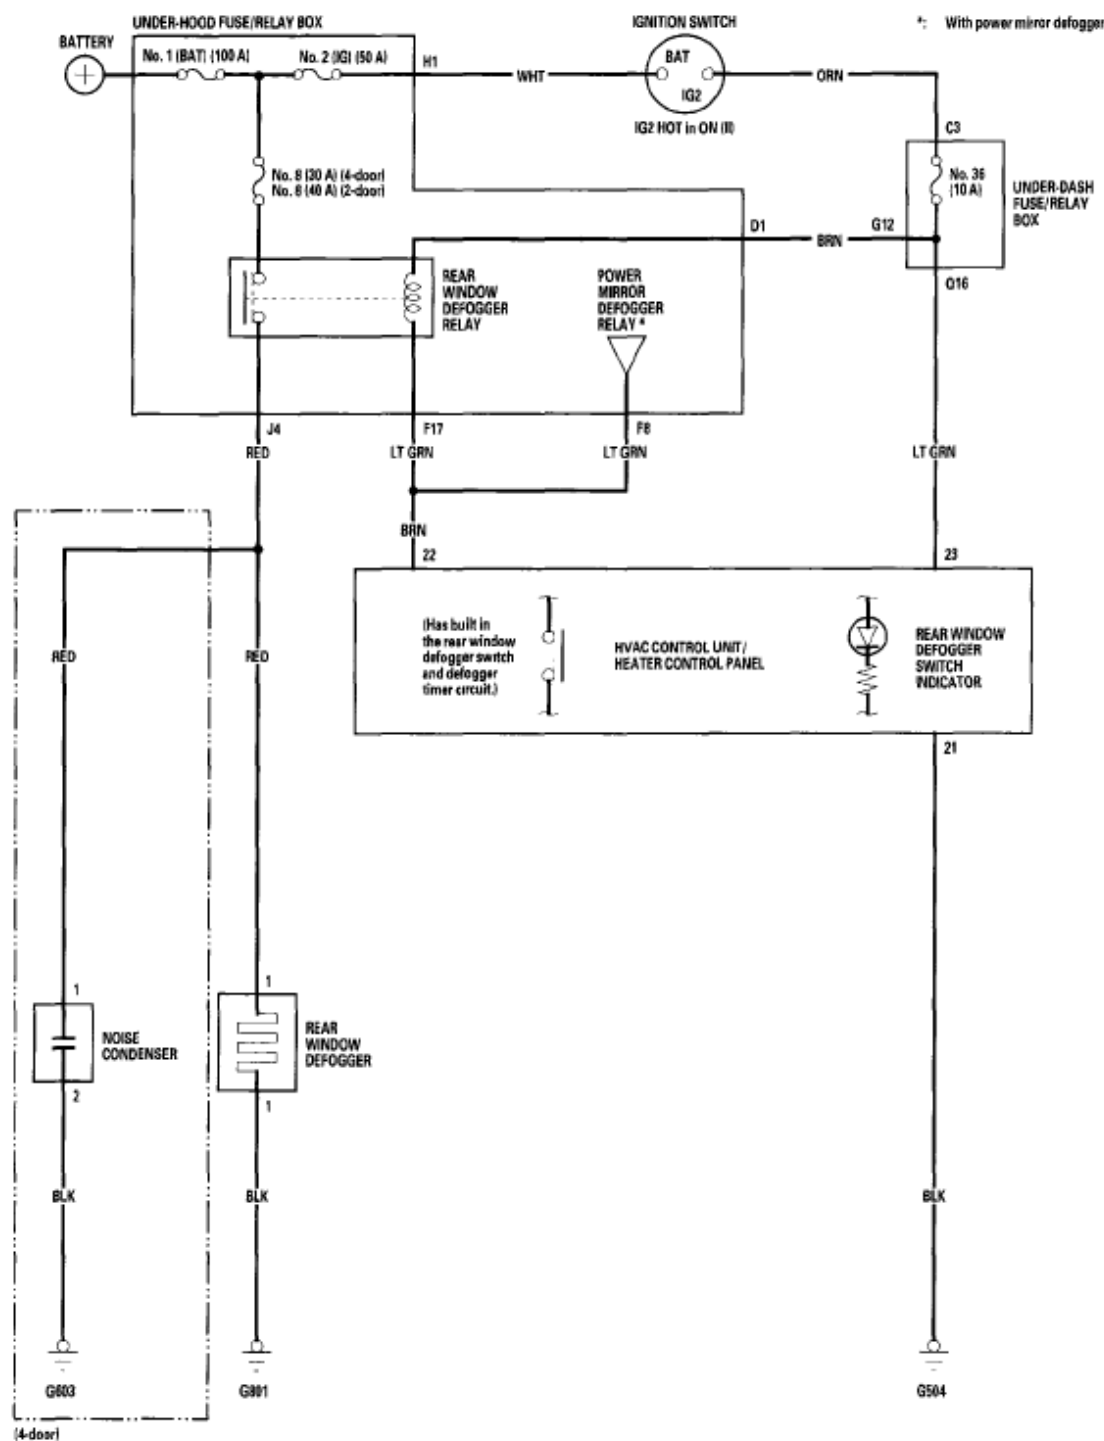 UNDER-HOOD FUSE/RELAY BOX
IGNITION SWITCH
*: With power mirror defogger
BATTERY
No. 1 (BAT) (100 A)
No. 2 (IG) (50 A)
H1
WHT
BAT
IG2
ORN
IG2 HOT in ON (II)
C3
No. 8 (30 A) (4-door)
No. 8 (40 A) (2-door)
No. 36
(10 A)
UNDER-DASH
FUSE/RELAY
BOX
D1
BRN
G12
Q16
REAR
WINDOW
DEFOGGER
RELAY
POWER
MIRROR
DEFOGGER
RELAY *
J4
F17
F8
RED
LT GRN
LT GRN
LT GRN
BRN
22
23
(Has built in
the rear window
defogger switch
and defogger
timer circuit.)
HVAC CONTROL UNIT/
HEATER CONTROL PANEL
REAR WINDOW
DEFOGGER
SWITCH
INDICATOR
RED
RED
21
1
1
NOISE
CONDENSER
REAR
WINDOW
DEFOGGER
2
1
BLK
BLK
BLK
G603
G801
G504
(4-door)